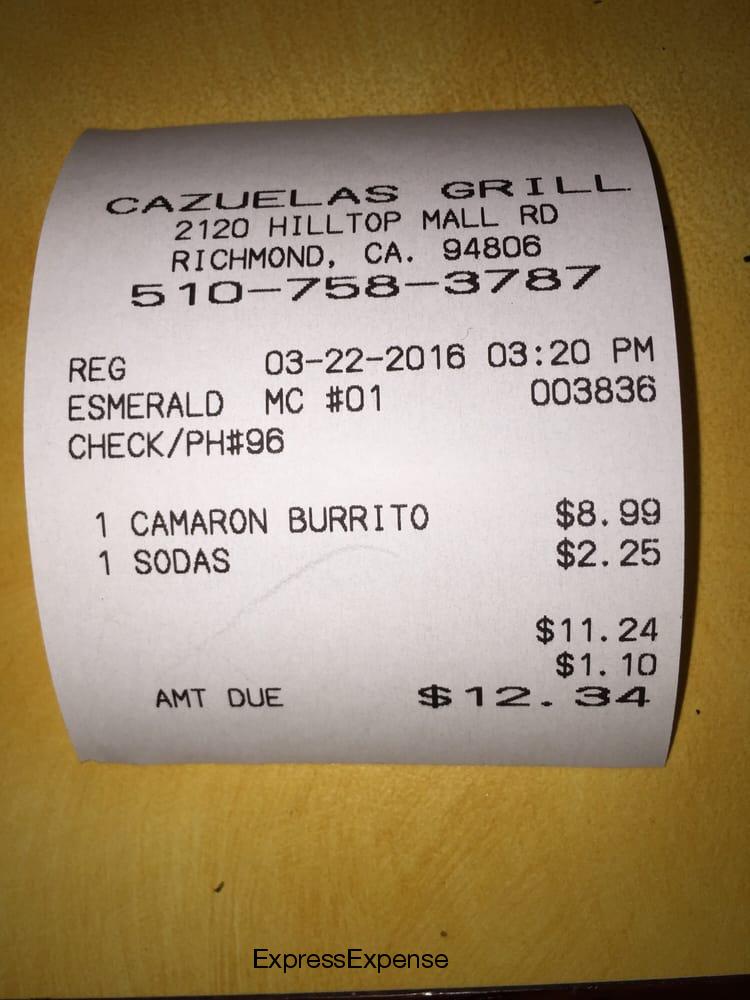 CAZUELAS GRILL
2120 HILLTOP MALL RD
RICHMOND, CA. 94806
510-758-3787
REG 03-22-2016 03:20 PM
ESMERALD MC #01 003836
CHECK/PH#96
1 CAMARON BURRITO $8.99
1 SODAS $2.25
$11.24
$1.10
AMT DUE $12.34
ExpressExpense